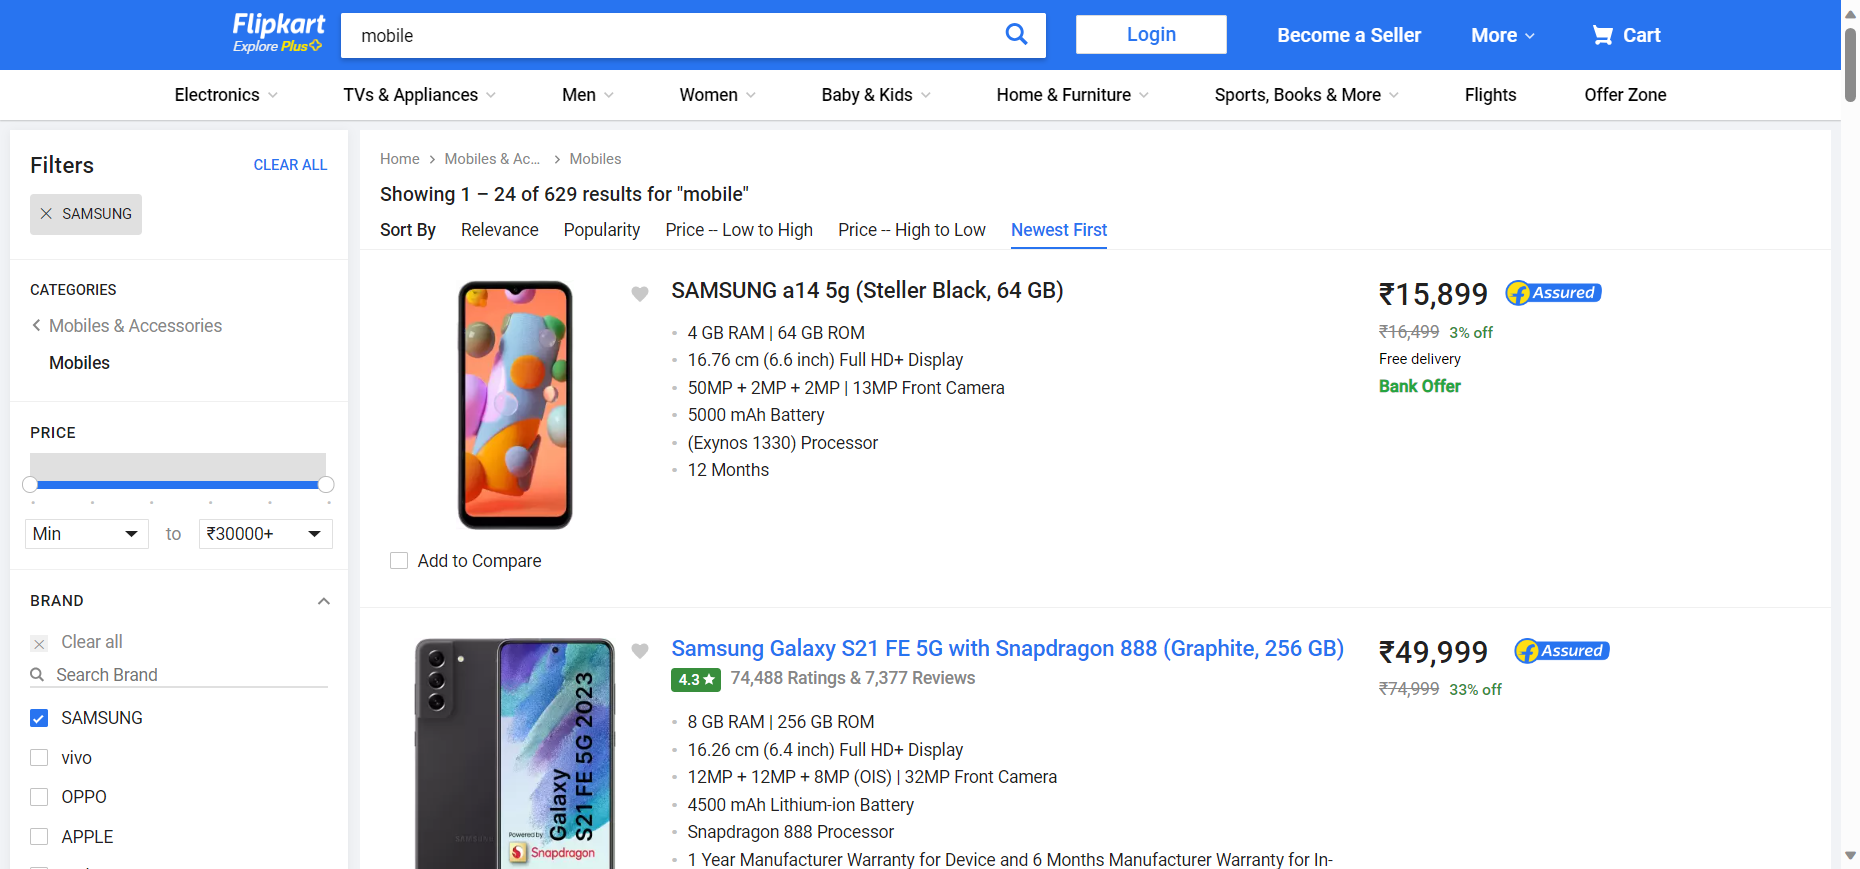 Flipkart
Explore Plus
mobile
Login
Become a Seller
More
Cart
Electronics
TVs & Appliances
Men
Women
Baby & Kids
Home & Furniture
Sports, Books & More
Flights
Offer Zone
Filters
CLEAR ALL
SAMSUNG
CATEGORIES
Mobiles & Accessories
Mobiles
PRICE
Min to ₹30000+
BRAND
Clear all
Search Brand
SAMSUNG
vivo
OPPO
APPLE
Home > Mobiles & Ac... > Mobiles
Showing 1 – 24 of 629 results for "mobile"
Sort By Relevance Popularity Price -- Low to High Price -- High to Low Newest First
SAMSUNG a14 5g (Steller Black, 64 GB)
4 GB RAM | 64 GB ROM
16.76 cm (6.6 inch) Full HD+ Display
50MP + 2MP + 2MP | 13MP Front Camera
5000 mAh Battery
(Exynos 1330) Processor
12 Months
₹15,899 Assured
₹16,499 3% off
Free delivery
Bank Offer
Add to Compare
Powered by
Snapdragon
Galaxy
S21 FE 5G 2023
SAMSUNG
Samsung Galaxy S21 FE 5G with Snapdragon 888 (Graphite, 256 GB)
4.3★ 74,488 Ratings & 7,377 Reviews
8 GB RAM | 256 GB ROM
16.26 cm (6.4 inch) Full HD+ Display
12MP + 12MP + 8MP (OIS) | 32MP Front Camera
4500 mAh Lithium-ion Battery
Snapdragon 888 Processor
1 Year Manufacturer Warranty for Device and 6 Months Manufacturer Warranty for In-
₹49,999 Assured
₹74,999 33% off